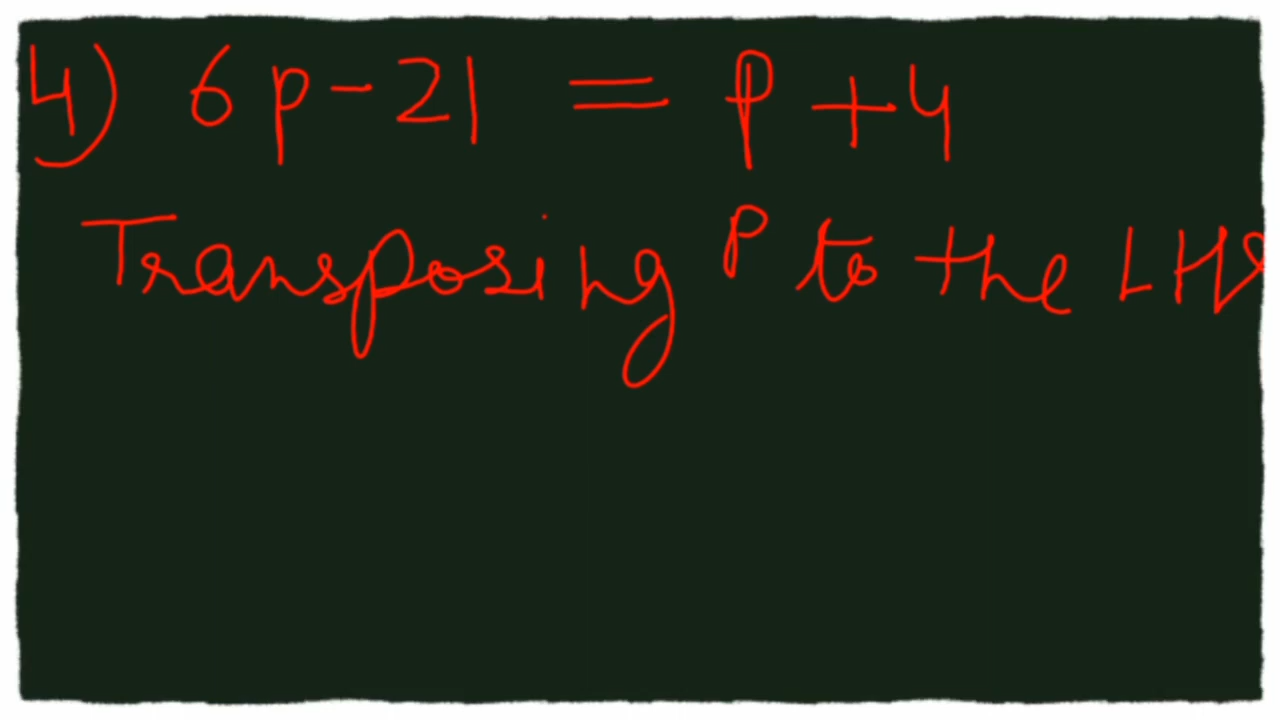 4) 6p - 21 = p + 4
Transposing p to the LHS